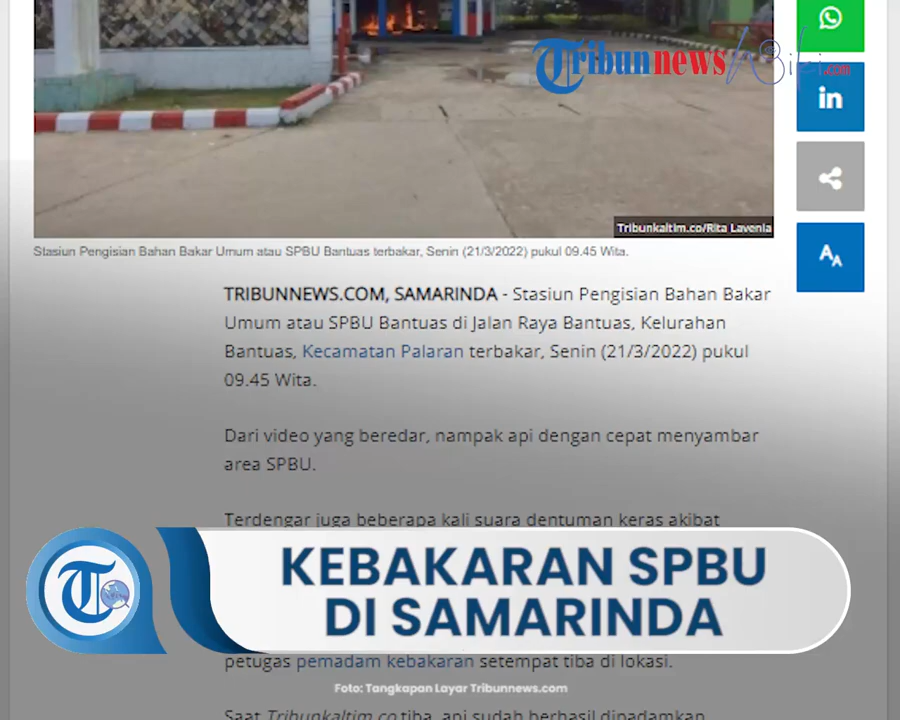 Tribunnews Wiki.com
in
Tribunkaltim.co/Rita Lavenia
Stasiun Pengisian Bahan Bakar Umum atau SPBU Bantuas terbakar, Senin (21/3/2022) pukul 09.45 Wita.
AA
TRIBUNNEWS.COM, SAMARINDA - Stasiun Pengisian Bahan Bakar
Umum atau SPBU Bantuas di Jalan Raya Bantuas, Kelurahan
Bantuas, Kecamatan Palaran terbakar, Senin (21/3/2022) pukul
09.45 Wita.
Dari video yang beredar, nampak api dengan cepat menyambar
area SPBU.
Terdengar juga beberapa kali suara dentuman keras akibat
T
KEBAKARAN SPBU
DI SAMARINDA
petugas pemadam kebakaran setempat tiba di lokasi.
Foto: Tangkapan Layar Tribunnews.com
Saat Tribunkaltim.co tiba, api sudah berhasil dipadamkan